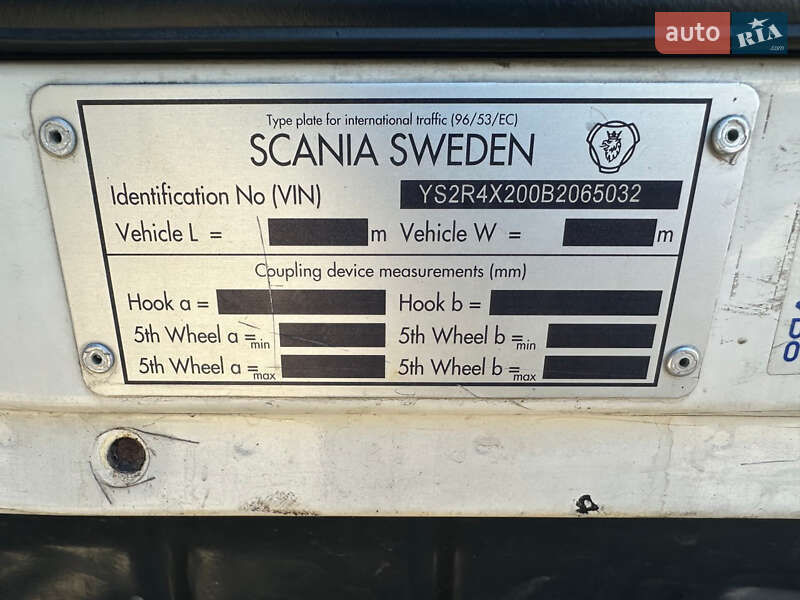 auto RIA .com
Type plate for international traffic (96/53/EC)
SCANIA SWEDEN
Identification No (VIN) YS2R4X200B2065032
Vehicle L = m Vehicle W = m
Coupling device measurements (mm)
Hook a = Hook b =
5th Wheel a =min 5th Wheel b =min
5th Wheel a =max 5th Wheel b =max